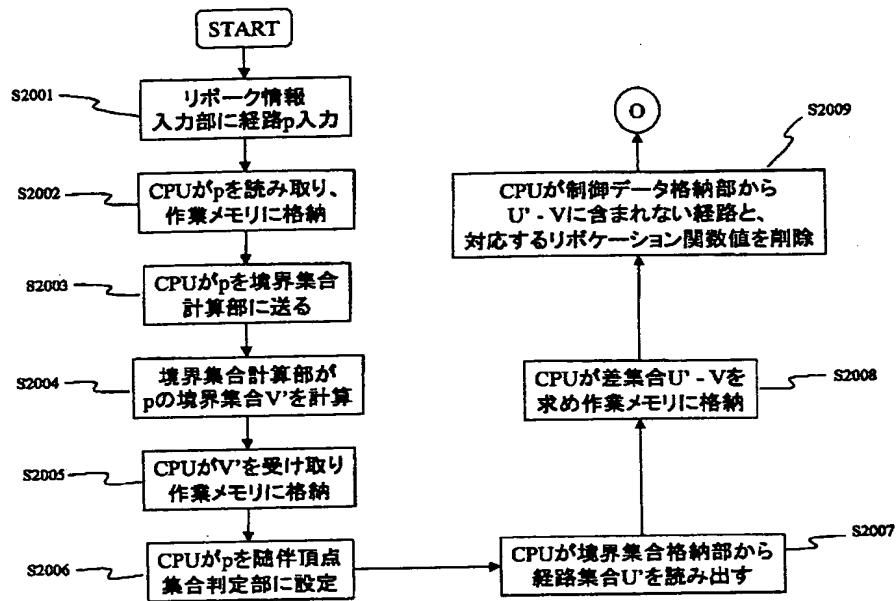 START
S2001
リボーク情報
入力部に経路p入力
S2002
CPUがpを読み取り、
作業メモリに格納
S2003
CPUがpを境界集合
計算部に送る
S2004
境界集合計算部が
pの境界集合V'を計算
S2005
CPUがV'を受け取り
作業メモリに格納
S2006
CPUがpを随伴頂点
集合判定部に設定
S2007
CPUが境界集合格納部から
経路集合U'を読み出す
S2008
CPUが差集合U' - Vを
求め作業メモリに格納
S2009
CPUが制御データ格納部から
U' - Vに含まれない経路と、
対応するリボケーション関数値を削除
O